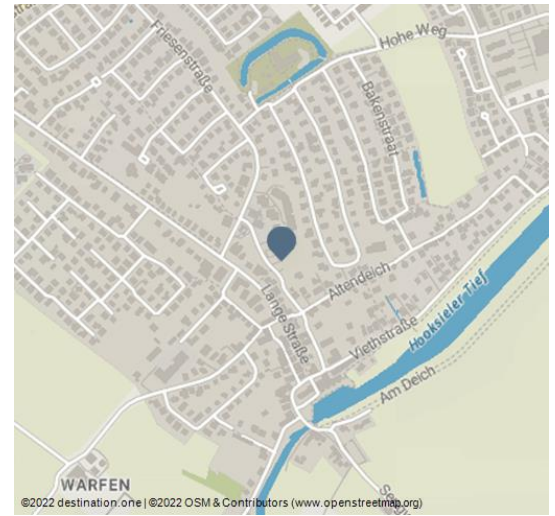 Friesenstraße
Hohe Weg
Bakenstraat
Altendeich
Lange Straße
Viethstraße
Hooksieler Tief
Am Deich
WARFEN
©2022 destination.one | ©2022 OSM & Contributors (www.openstreetmap.org)